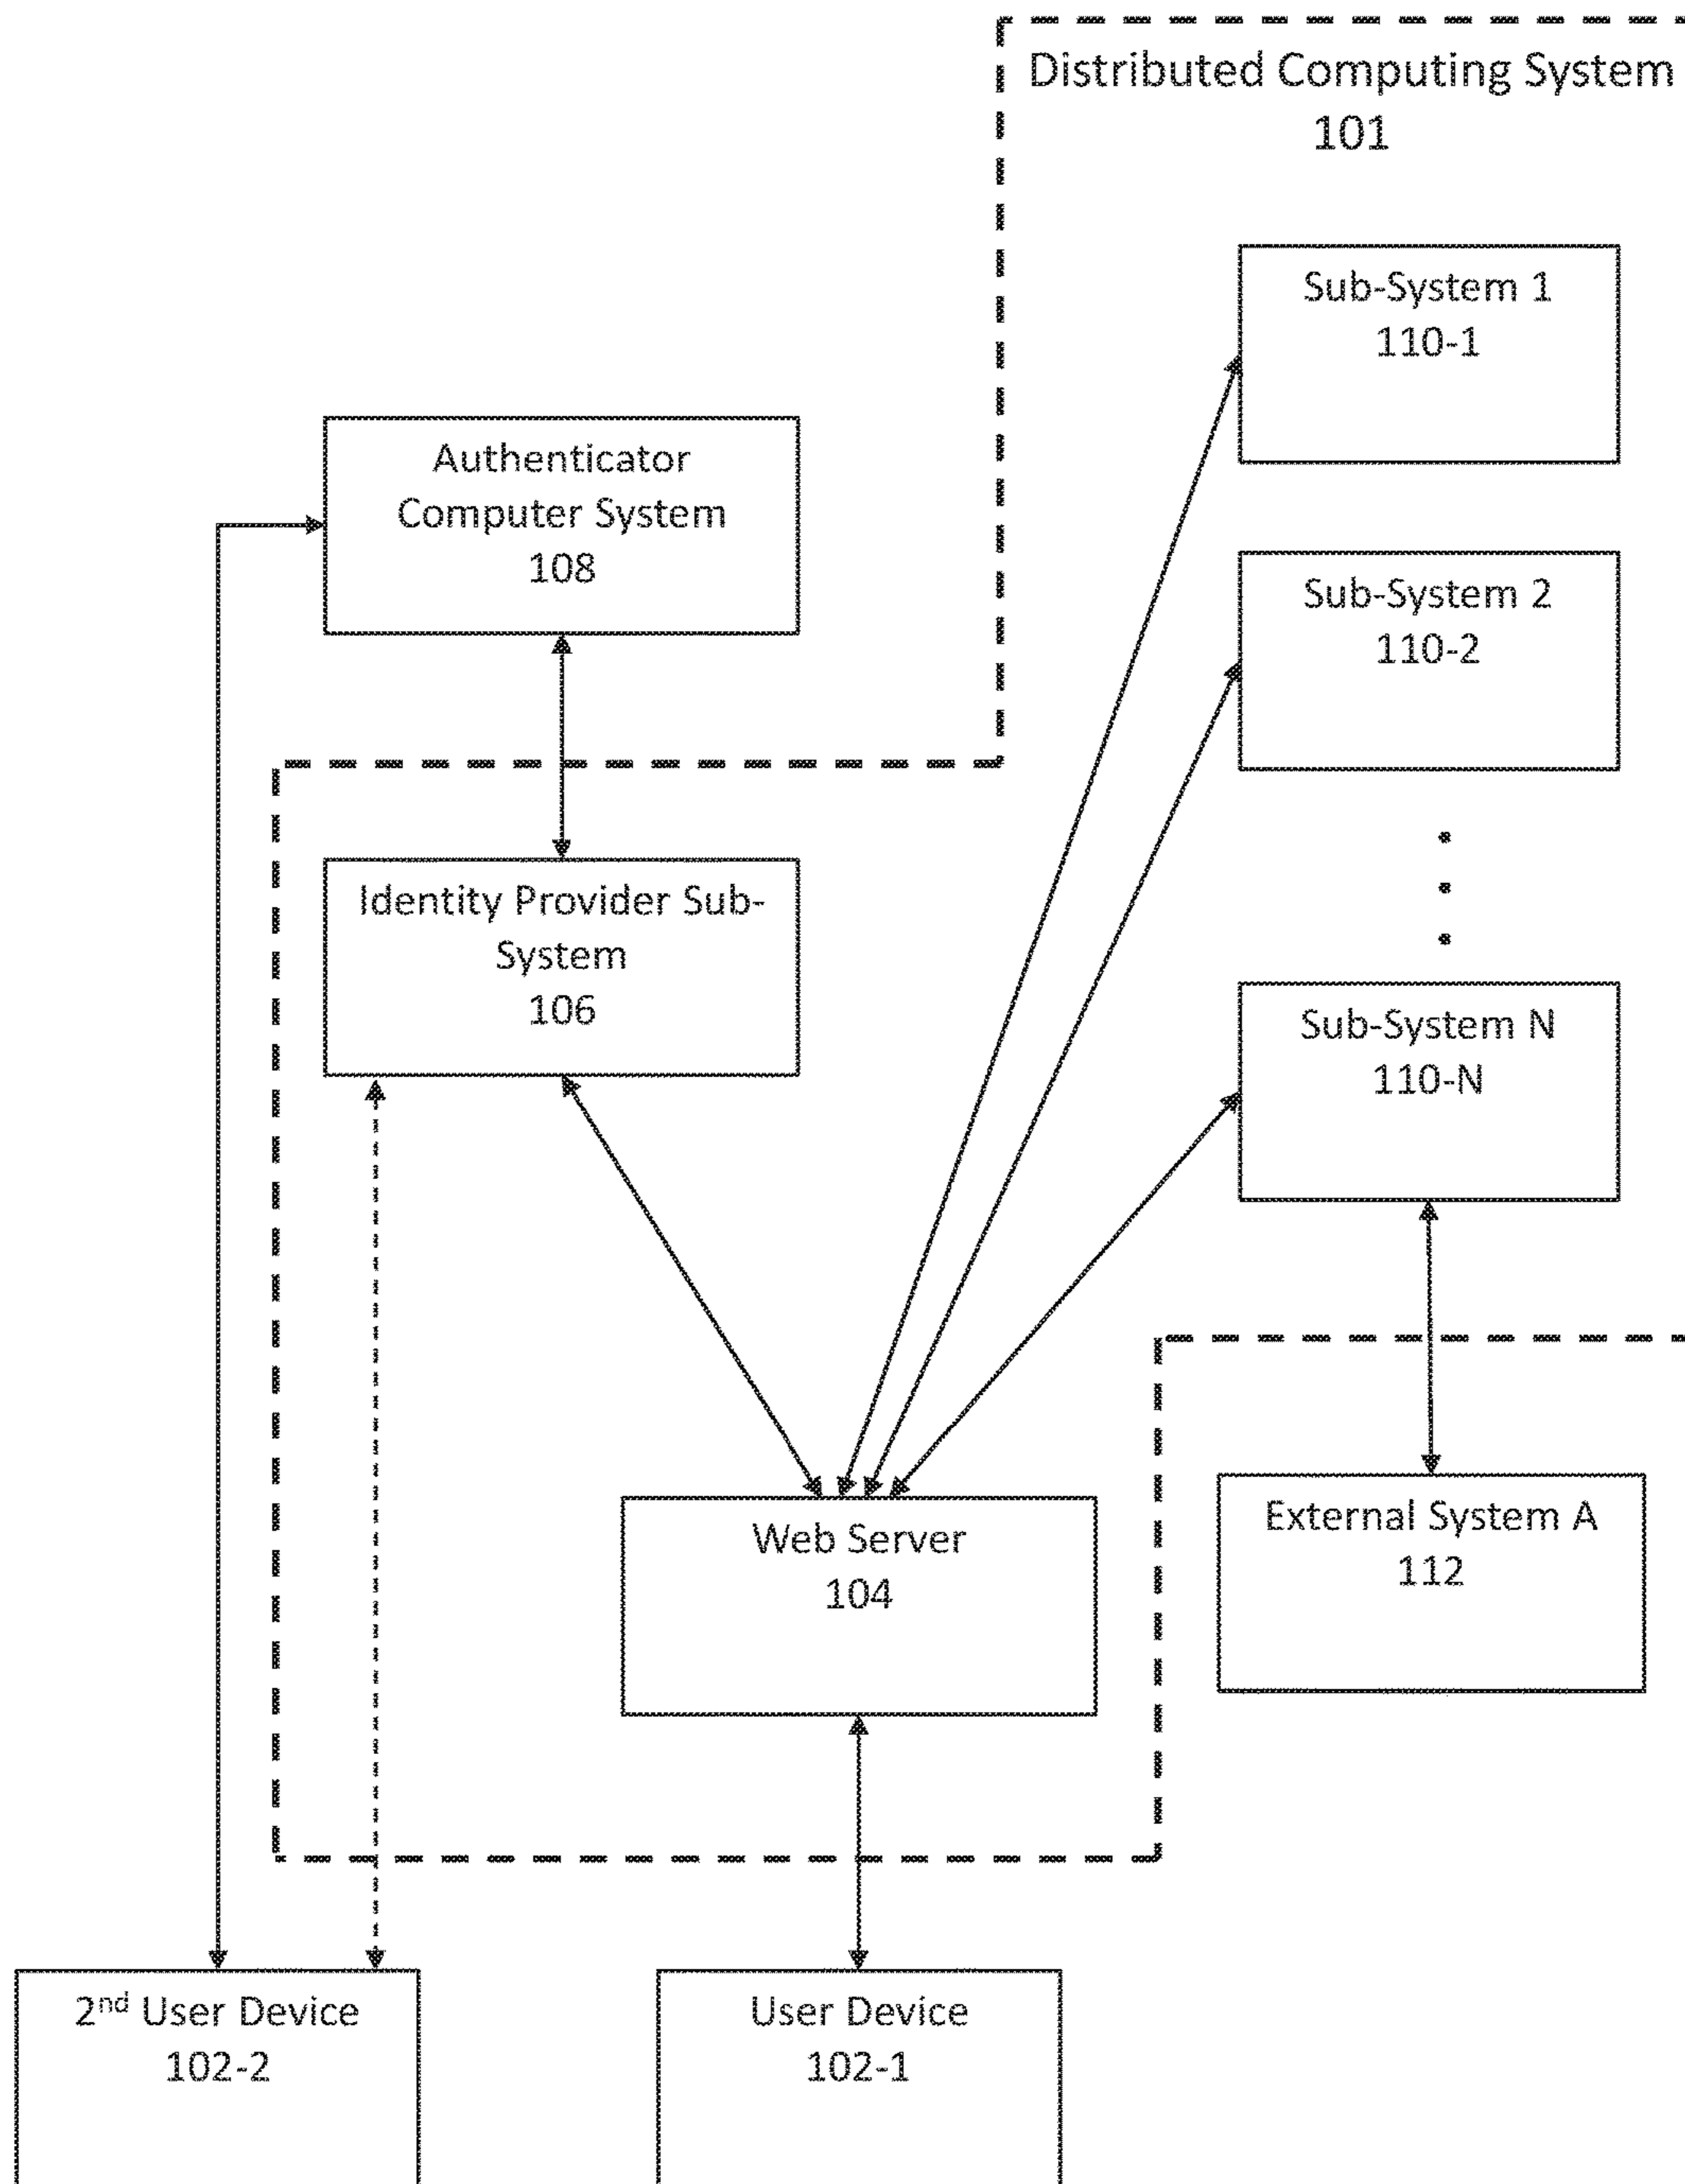 Distributed Computing System
101
Sub-System 1
110-1
Authenticator
Computer System
108
Sub-System 2
110-2
Identity Provider Sub-
System
106
Sub-System N
110-N
Web Server
104
External System A
112
2nd User Device
102-2
User Device
102-1